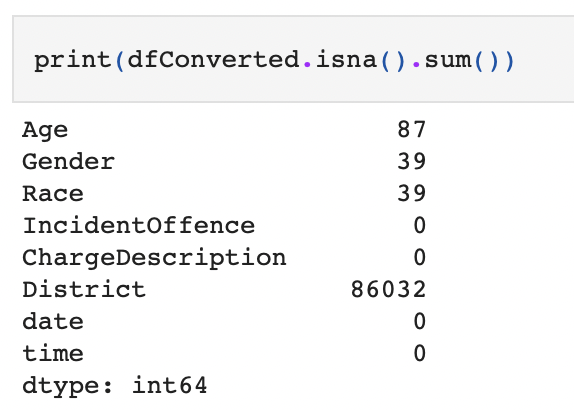 print(dfConverted.isna().sum())
Age 87
Gender 39
Race 39
IncidentOffence 0
ChargeDescription 0
District 86032
date 0
time 0
dtype: int64